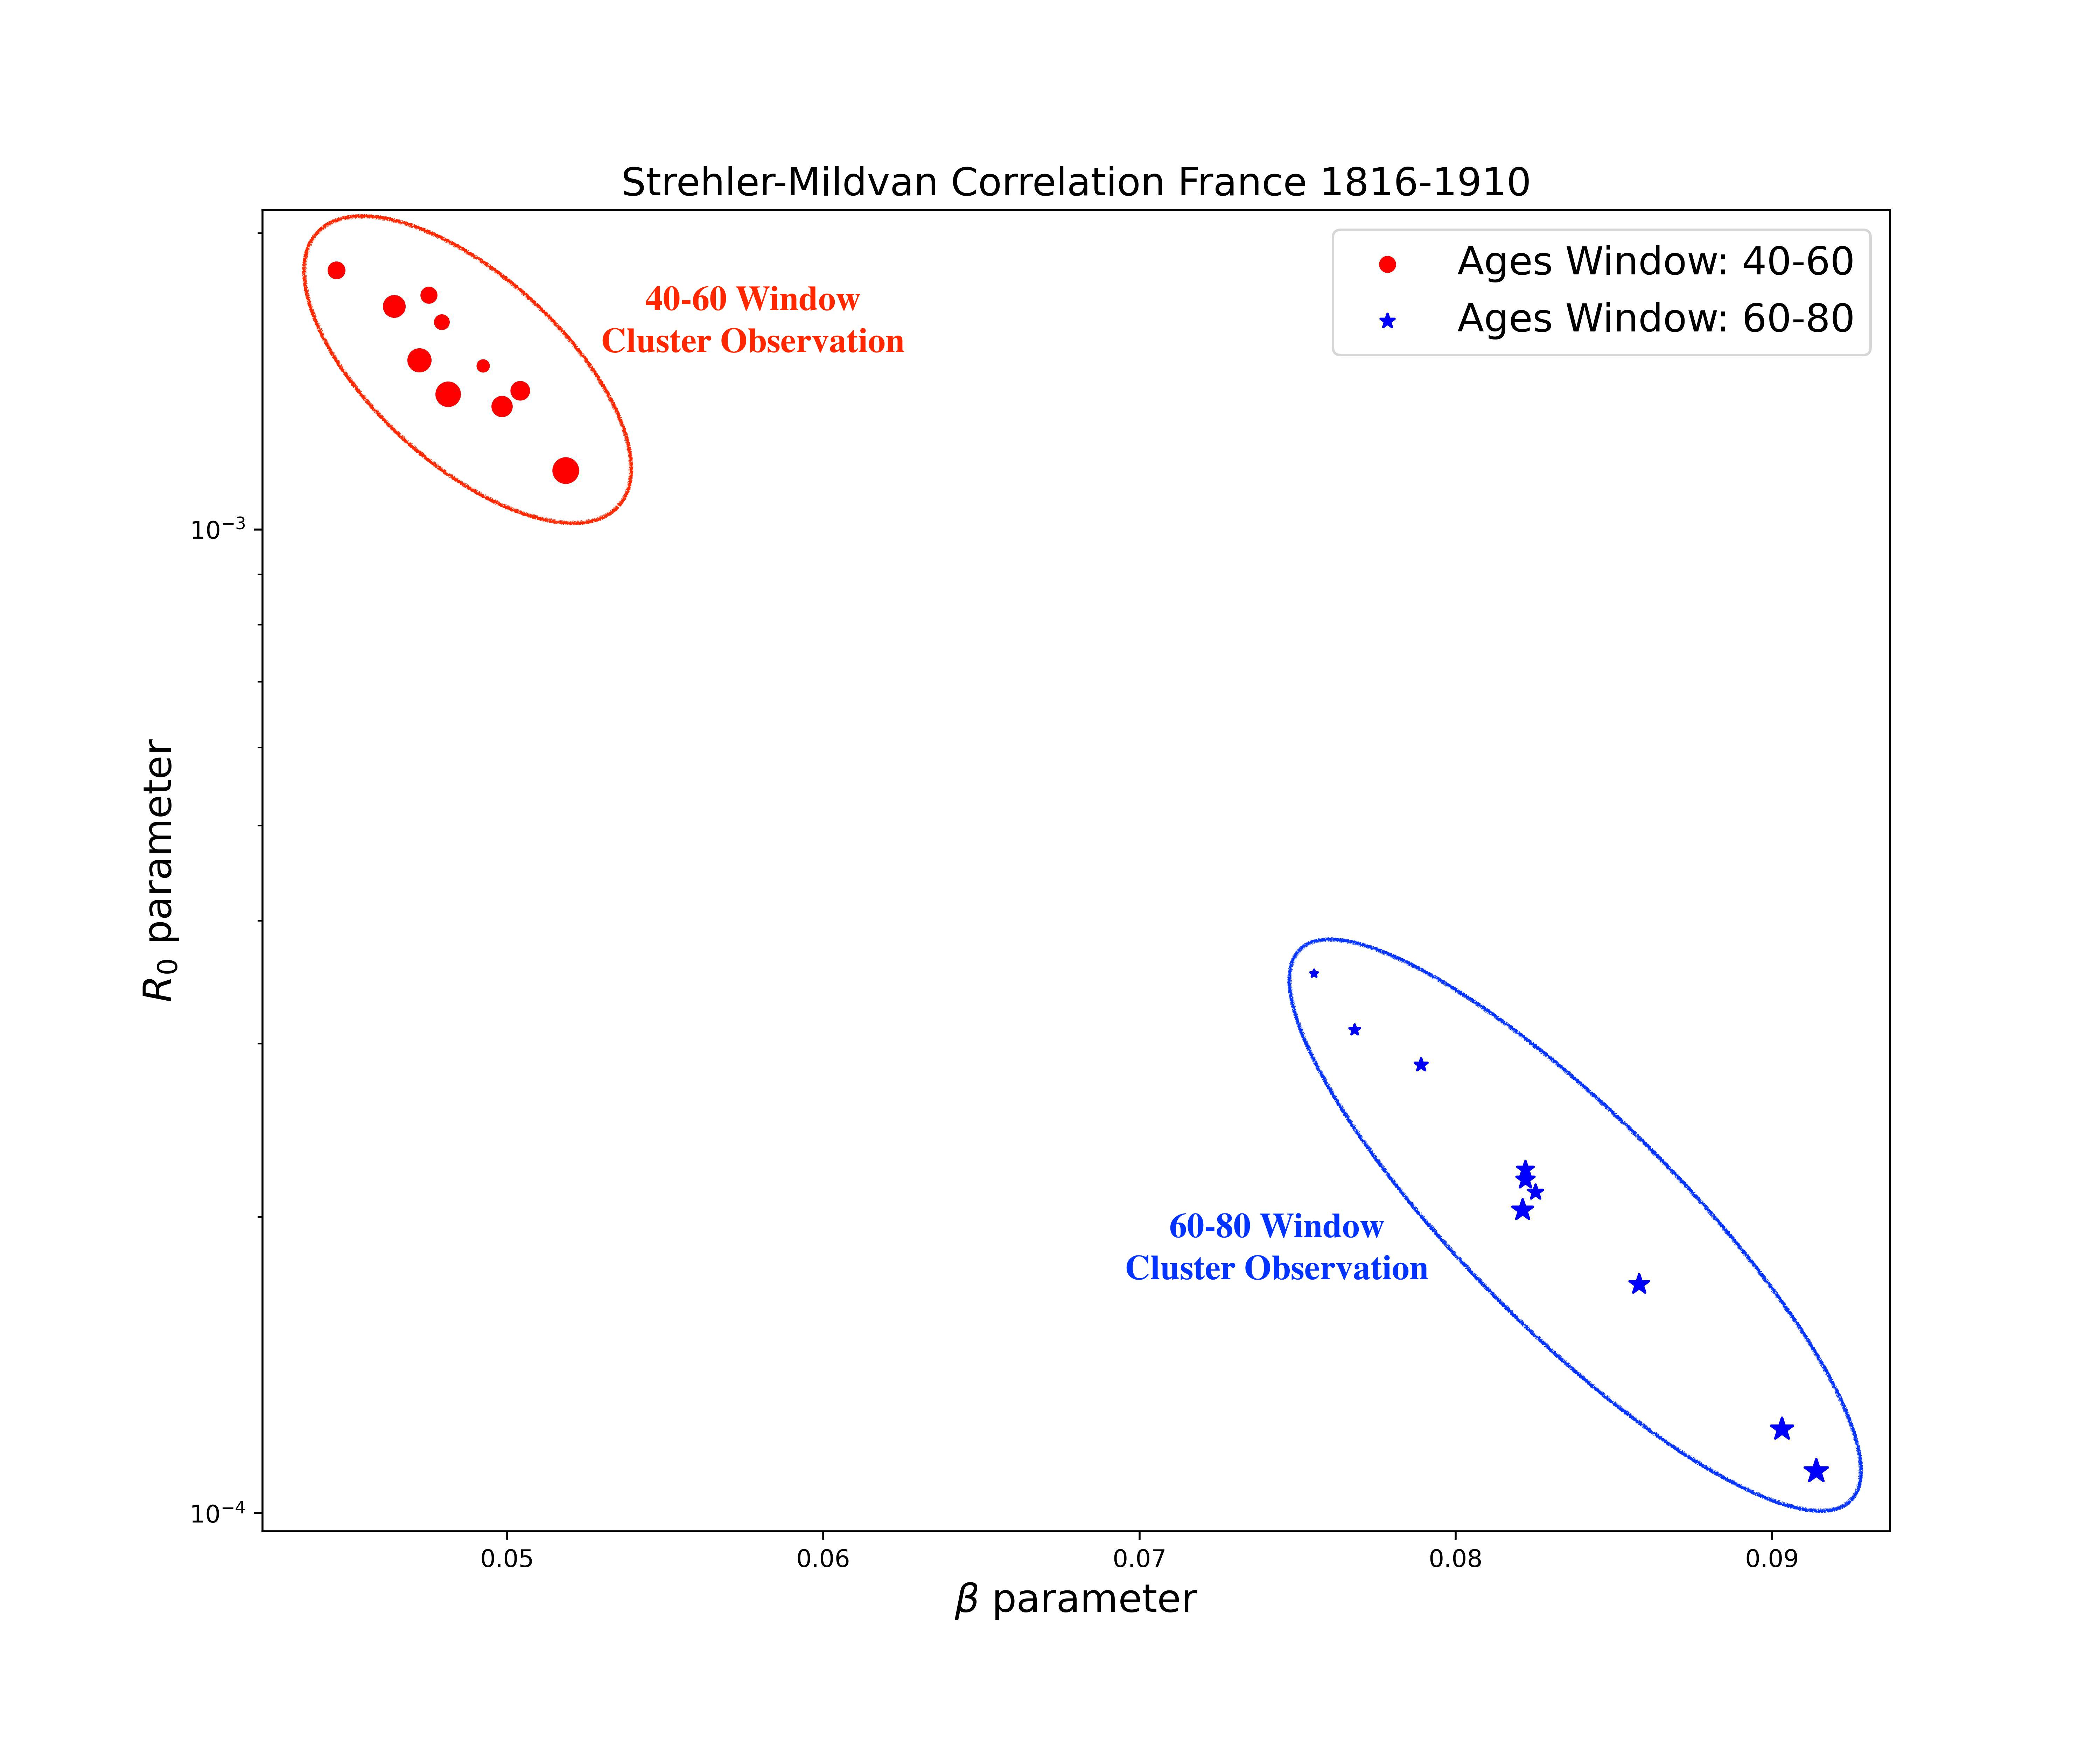 Strehler-Mildvan Correlation France 1816-1910
Ages Window: 40-60
Ages Window: 60-80
40-60 Window
Cluster Observation
60-80 Window
Cluster Observation
R₀ parameter
10⁻³
10⁻⁴
0.05
0.06
0.07
0.08
0.09
β parameter